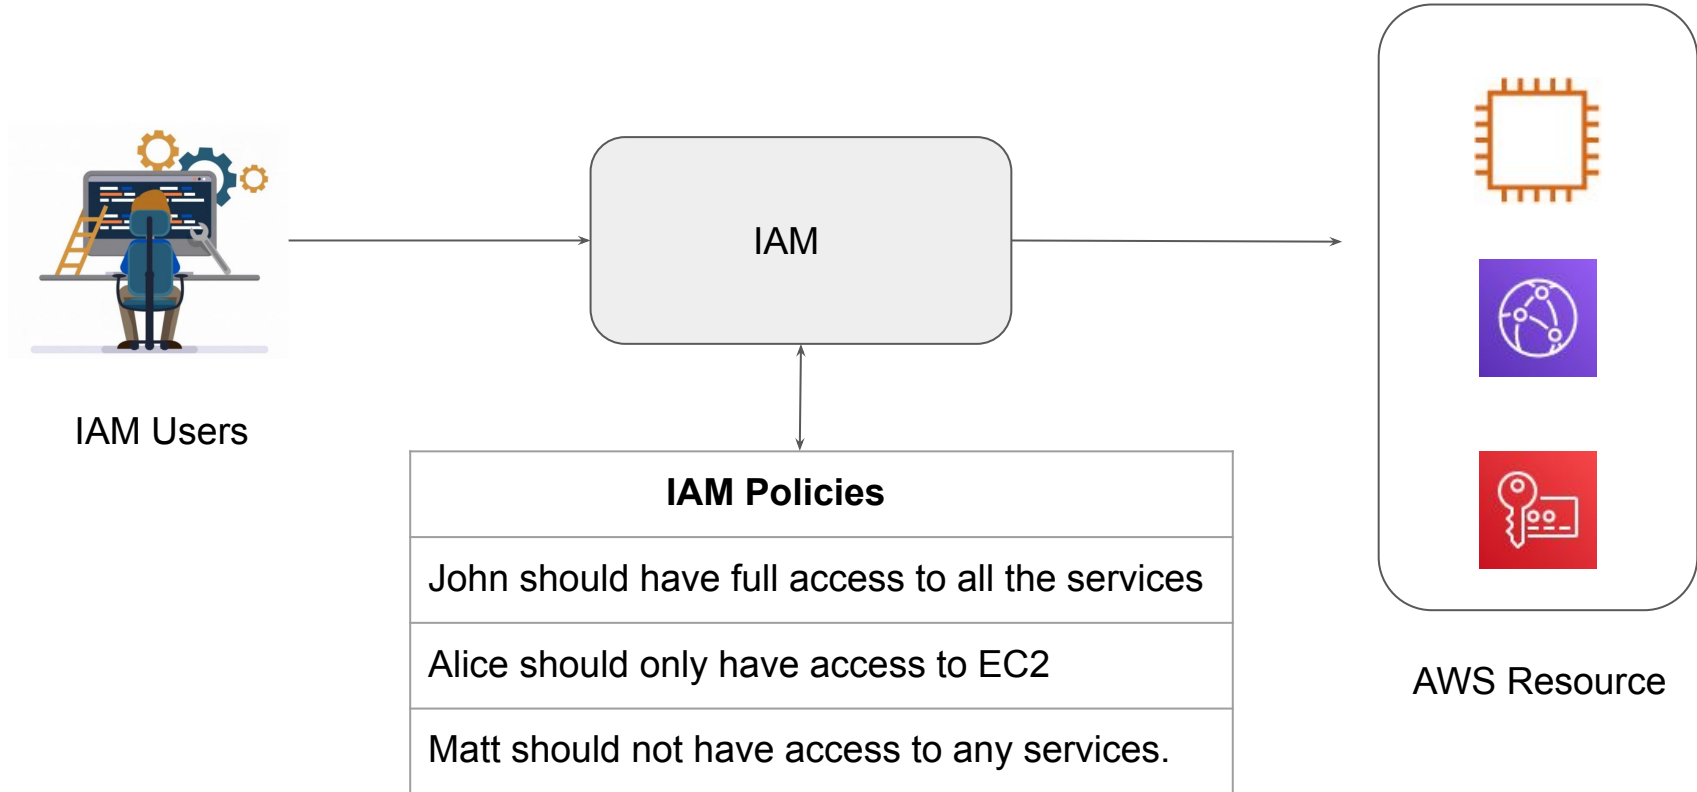 IAM
IAM Users
IAM Policies
John should have full access to all the services
Alice should only have access to EC2
Matt should not have access to any services.
AWS Resource